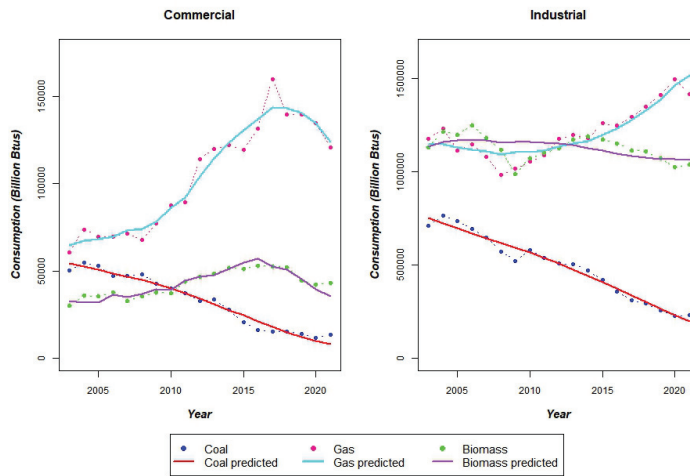 Commercial
Industrial
Consumption (Billion Btus)
0
50000
100000
150000
2005
2010
2015
2020
Year
Consumption (Billion Btus)
0
500000
1000000
1500000
2005
2010
2015
2020
Year
Coal
Gas
Biomass
Coal predicted
Gas predicted
Biomass predicted